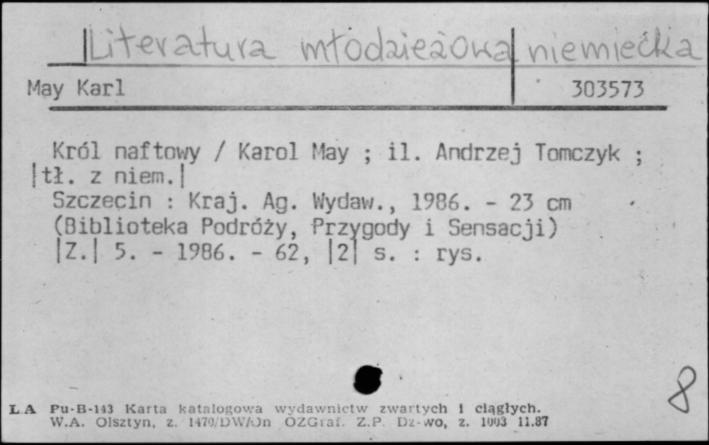 Literatura młodzieżowa niemiecka
May Karl 303573
Król naftowy / Karol May ; il. Andrzej Tomczyk ;
|tł. z niem.|
Szczecin : Kraj. Ag. Wydaw., 1986. - 23 cm
(Biblioteka Podróży, Przygody i Sensacji)
|Z.| 5. - 1986. - 62, |2| s. : rys.
8
LA Pu-B-143 Karta katalogowa wydawnictw zwartych i ciągłych.
W.A. Olsztyn, z. 1470/DW/On OZGraf. Z.P. Dz-wo, z. 1003 11.87